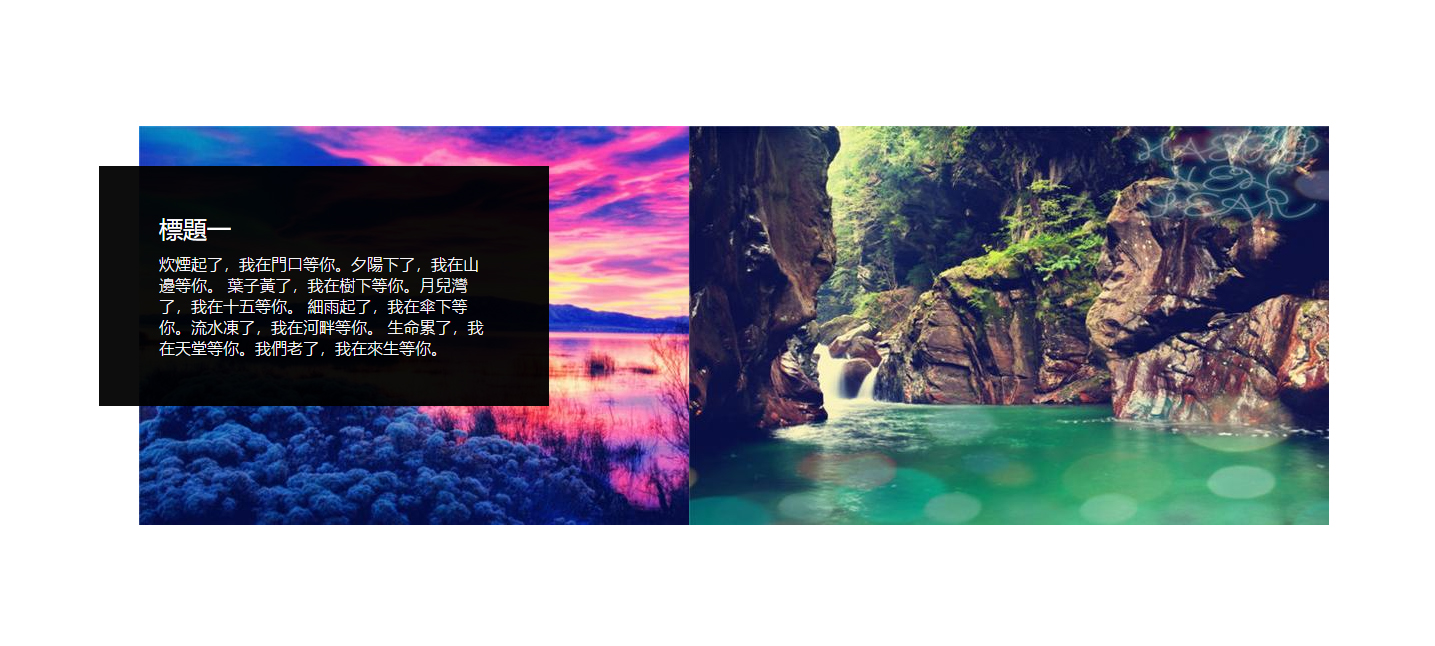 標題一
炊煙起了，我在門口等你。夕陽下了，我在山
邊等你。 葉子黃了，我在樹下等你。月兒彎
了，我在十五等你。 細雨起了，我在傘下等
你。流水凍了，我在河畔等你。 生命累了，我
在天堂等你。我們老了，我在來生等你。